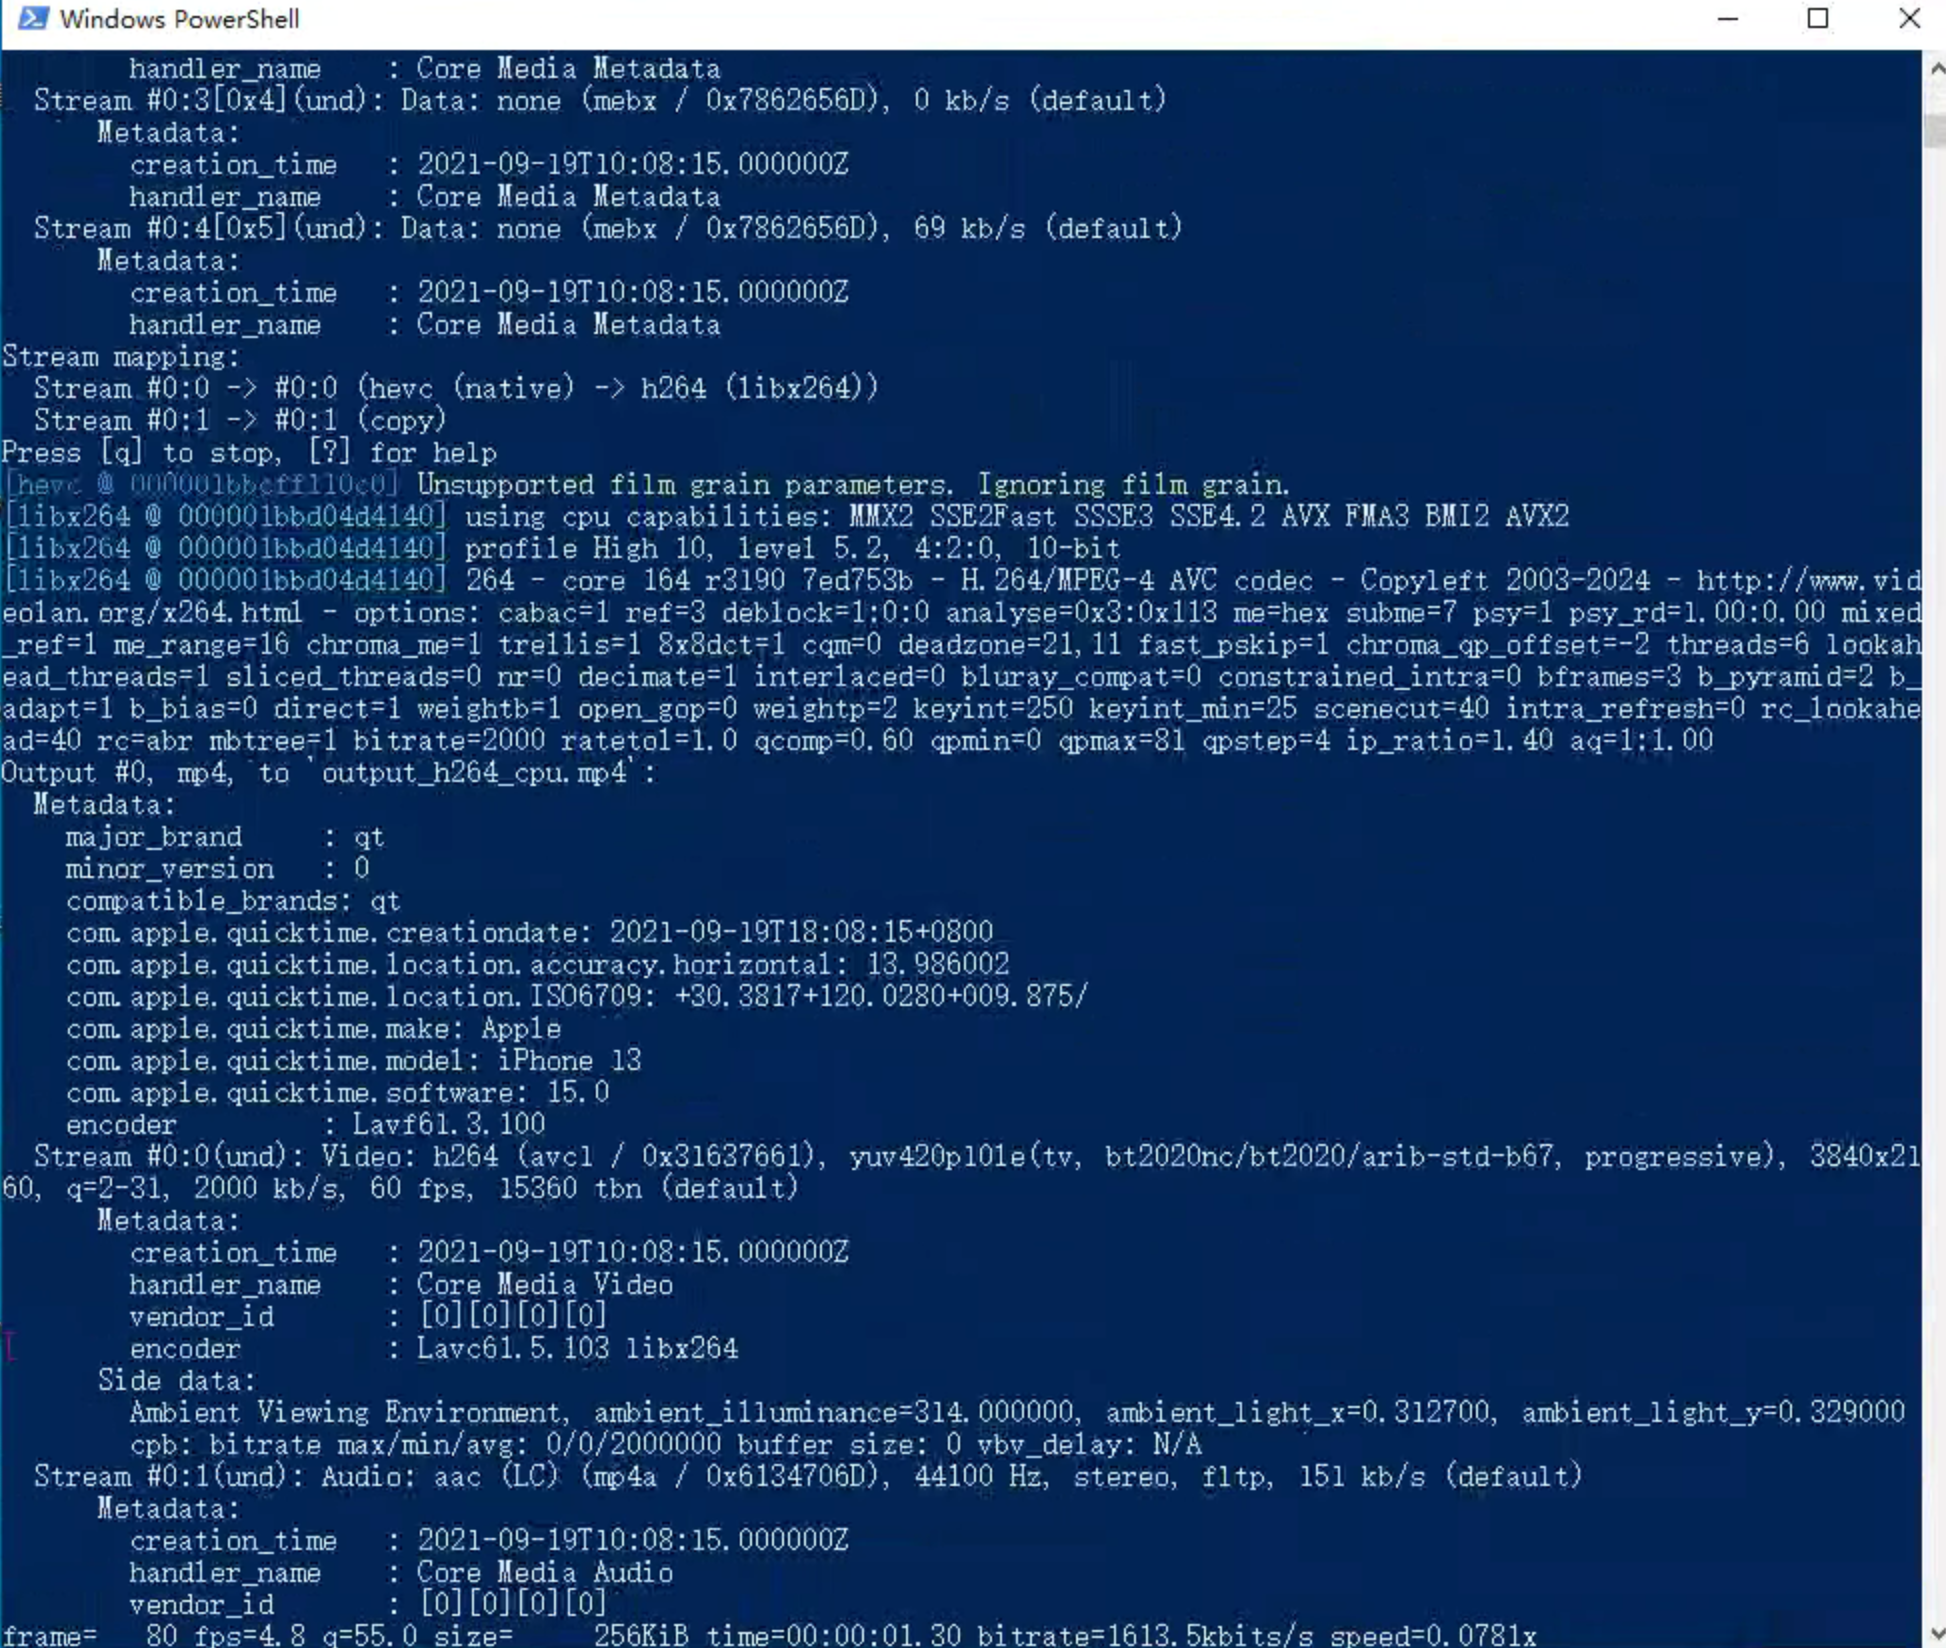 Windows PowerShell
handler_name : Core Media Metadata
Stream #0:3[0x4](und): Data: none (mebx / 0x7862656D), 0 kb/s (default)
Metadata:
creation_time : 2021-09-19T10:08:15.000000Z
handler_name : Core Media Metadata
Stream #0:4[0x5](und): Data: none (mebx / 0x7862656D), 69 kb/s (default)
Metadata:
creation_time : 2021-09-19T10:08:15.000000Z
handler_name : Core Media Metadata
Stream mapping:
Stream #0:0 -> #0:0 (hevc (native) -> h264 (libx264))
Stream #0:1 -> #0:1 (copy)
Press [q] to stop, [?] for help
[hevc @ 000001bbcff110c0] Unsupported film grain parameters. Ignoring film grain.
[libx264 @ 000001bbd04d4140] using cpu capabilities: MMX2 SSE2Fast SSSE3 SSE4.2 AVX FMA3 BMI2 AVX2
[libx264 @ 000001bbd04d4140] profile High 10, level 5.2, 4:2:0, 10-bit
[libx264 @ 000001bbd04d4140] 264 - core 164 r3190 7ed753b - H.264/MPEG-4 AVC codec - Copyleft 2003-2024 - http://www.vid
eolan.org/x264.html - options: cabac=1 ref=3 deblock=1:0:0 analyse=0x3:0x113 me=hex subme=7 psy=1 psy_rd=1.00:0.00 mixed
_ref=1 me_range=16 chroma_me=1 trellis=1 8x8dct=1 cqm=0 deadzone=21,11 fast_pskip=1 chroma_qp_offset=-2 threads=6 lookah
ead_threads=1 sliced_threads=0 nr=0 decimate=1 interlaced=0 bluray_compat=0 constrained_intra=0 bframes=3 b_pyramid=2 b_
adapt=1 b_bias=0 direct=1 weightb=1 open_gop=0 weightp=2 keyint=250 keyint_min=25 scenecut=40 intra_refresh=0 rc_lookahe
ad=40 rc=abr mbtree=1 bitrate=2000 ratetol=1.0 qcomp=0.60 qpmin=0 qpmax=81 qpstep=4 ip_ratio=1.40 aq=1:1.00
Output #0, mp4, to 'output_h264_cpu.mp4':
Metadata:
major_brand : qt
minor_version : 0
compatible_brands: qt
com.apple.quicktime.creationdate: 2021-09-19T18:08:15+0800
com.apple.quicktime.location.accuracy.horizontal: 13.986002
com.apple.quicktime.location.ISO6709: +30.3817+120.0280+009.875/
com.apple.quicktime.make: Apple
com.apple.quicktime.model: iPhone 13
com.apple.quicktime.software: 15.0
encoder : Lavf61.3.100
Stream #0:0(und): Video: h264 (avc1 / 0x31637661), yuv420p10le(tv, bt2020nc/bt2020/arib-std-b67, progressive), 3840x21
60, q=2-31, 2000 kb/s, 60 fps, 15360 tbn (default)
Metadata:
creation_time : 2021-09-19T10:08:15.000000Z
handler_name : Core Media Video
vendor_id : [0][0][0][0]
encoder : Lavc61.5.103 libx264
Side data:
Ambient Viewing Environment, ambient_illuminance=314.000000, ambient_light_x=0.312700, ambient_light_y=0.329000
cpb: bitrate max/min/avg: 0/0/2000000 buffer size: 0 vbv_delay: N/A
Stream #0:1(und): Audio: aac (LC) (mp4a / 0x6134706D), 44100 Hz, stereo, fltp, 151 kb/s (default)
Metadata:
creation_time : 2021-09-19T10:08:15.000000Z
handler_name : Core Media Audio
vendor_id : [0][0][0][0]
frame= 80 fps=4.8 q=55.0 size= 256KiB time=00:00:01.30 bitrate=1613.5kbits/s speed=0.0781x